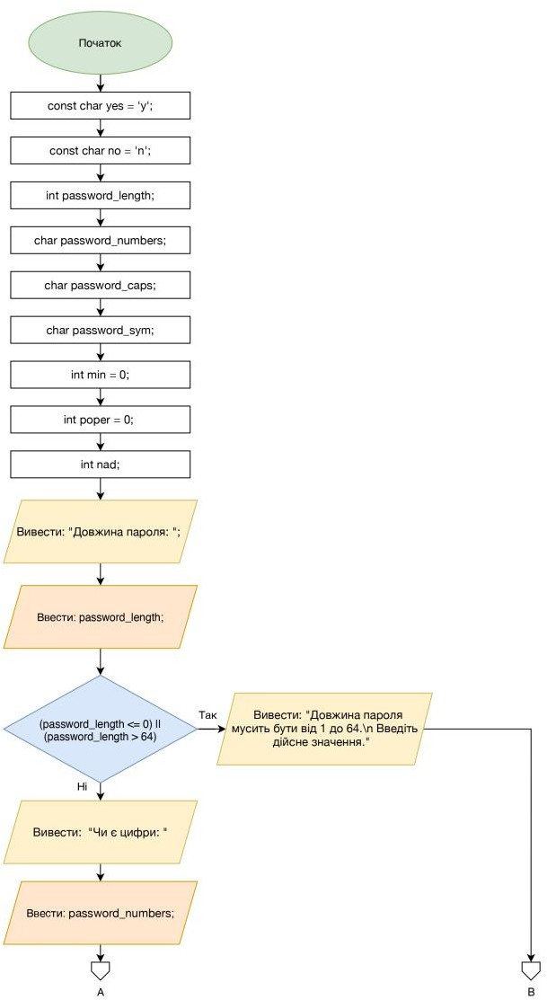 Початок
const char yes = 'y';
const char no = 'n';
int password_length;
char password_numbers;
char password_caps;
char password_sym;
int min = 0;
int poper = 0;
int nad;
Вивести: "Довжина пароля: ";
Ввести: password_length;
(password_length <= 0) ||
(password_length > 64)
Так
Вивести: "Довжина пароля
мусить бути від 1 до 64.\n Введіть
дійсне значення."
Ні
Вивести:  "Чи є цифри: "
Ввести: password_numbers;
A
B